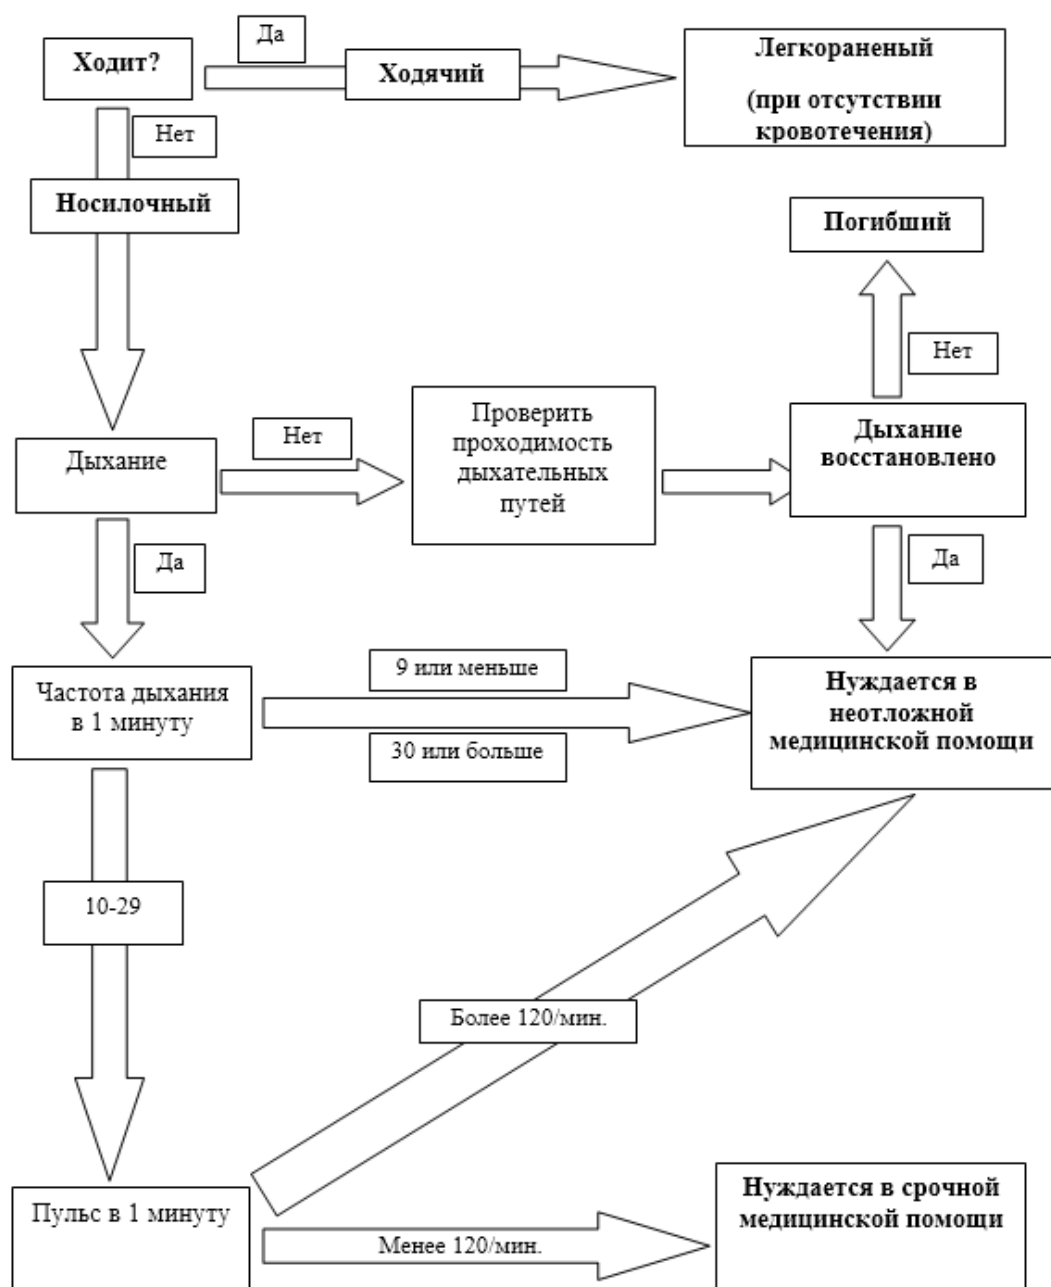 Ходит?
Да
Ходячий
Легкораненый
(при отсутствии
кровотечения)
Нет
Носилочный
Погибший
Нет
Дыхание
Нет
Проверить
проходимость
дыхательных
путей
Дыхание
восстановлено
Да
Да
Частота дыхания
в 1 минуту
9 или меньше
30 или больше
Нуждается в
неотложной
медицинской помощи
10-29
Более 120/мин.
Пульс в 1 минуту
Менее 120/мин.
Нуждается в срочной
медицинской помощи